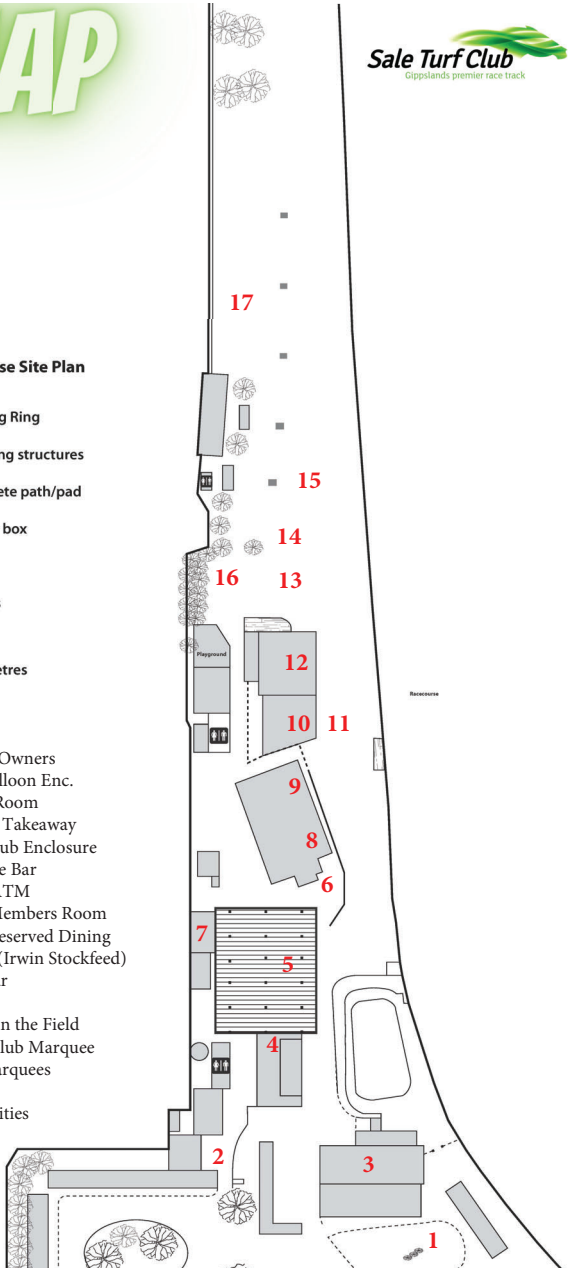 AP
Sale Turf Club
Gippslands premier race track
17
se Site Plan
g Ring
ng structures
ete path/pad
box
s
etres
15
14
16
13
Playground
12
Racecourse
10
11
9
8
6
7
5
4
2
3
1
Owners
lloon Enc.
Room
Takeaway
ub Enclosure
e Bar
ATM
Members Room
eserved Dining
(Irwin Stockfeed)
r
n the Field
lub Marquee
arquees
ities